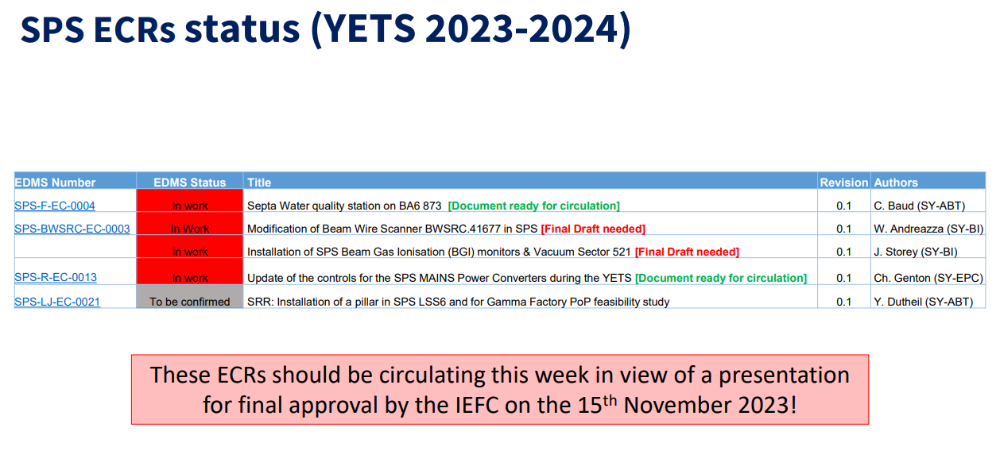 SPS ECRs status (YETS 2023-2024)
EDMS Number EDMS Status Title Revision Authors
SPS-F-EC-0004 In work Septa Water quality station on BA6 873 [Document ready for circulation] 0.1 C. Baud (SY-ABT)
SPS-BWSRC-EC-0003 In Work Modification of Beam Wire Scanner BWSRC.41677 in SPS [Final Draft needed] 0.1 W. Andreazza (SY-BI)
In work Installation of SPS Beam Gas Ionisation (BGI) monitors & Vacuum Sector 521 [Final Draft needed] 0.1 J. Storey (SY-BI)
SPS-R-EC-0013 In work Update of the controls for the SPS MAINS Power Converters during the YETS [Document ready for circulation] 0.1 Ch. Genton (SY-EPC)
SPS-LJ-EC-0021 To be confirmed SRR: Installation of a pillar in SPS LSS6 and for Gamma Factory PoP feasibility study 0.1 Y. Dutheil (SY-ABT)
These ECRs should be circulating this week in view of a presentation
for final approval by the IEFC on the 15th November 2023!